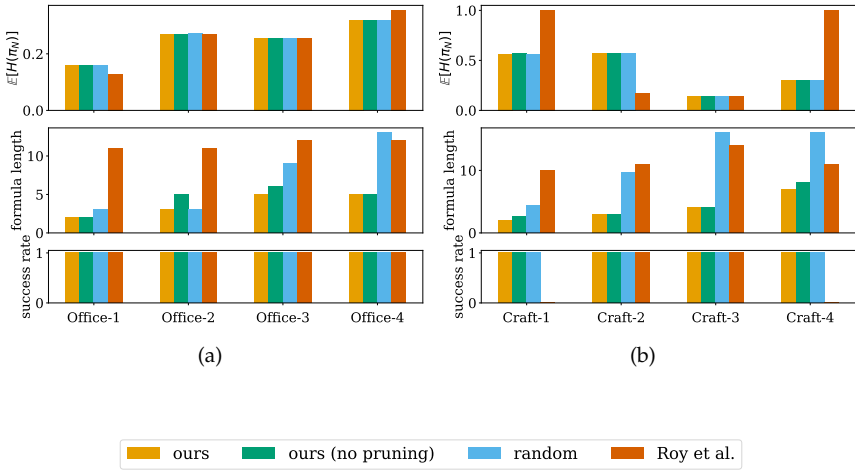 𝔼[H(π_N)]
0.2
0.0
formula length
10
5
0
success rate
1
0
Office-1 Office-2 Office-3 Office-4
(a)
𝔼[H(π_N)]
1.0
0.5
0.0
formula length
10
0
success rate
1
0
Craft-1 Craft-2 Craft-3 Craft-4
(b)
ours ours (no pruning) random Roy et al.